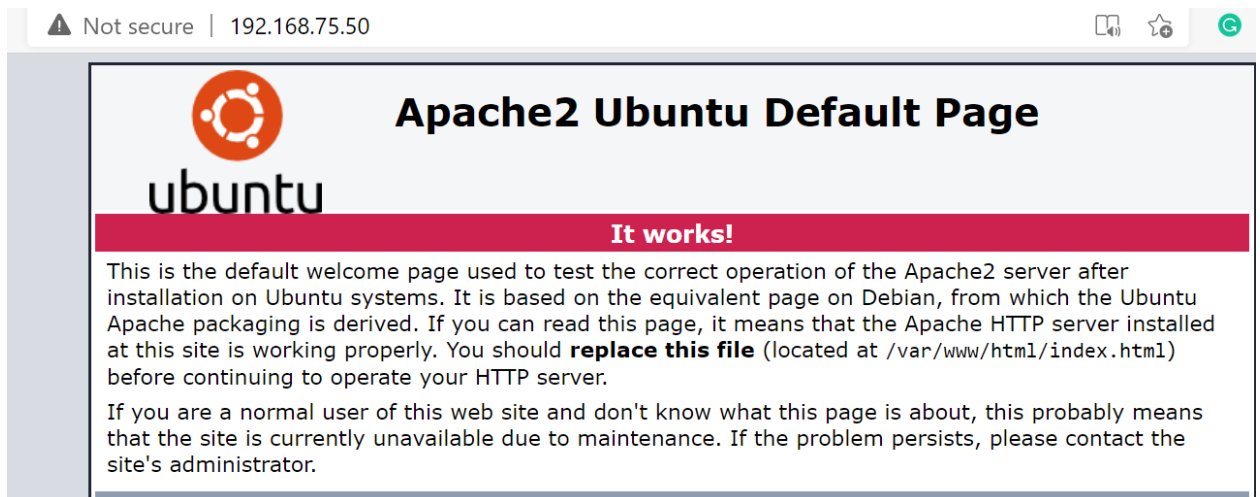 Not secure | 192.168.75.50
G
ubuntu
Apache2 Ubuntu Default Page
It works!
This is the default welcome page used to test the correct operation of the Apache2 server after
installation on Ubuntu systems. It is based on the equivalent page on Debian, from which the Ubuntu
Apache packaging is derived. If you can read this page, it means that the Apache HTTP server installed
at this site is working properly. You should replace this file (located at /var/www/html/index.html)
before continuing to operate your HTTP server.
If you are a normal user of this web site and don't know what this page is about, this probably means
that the site is currently unavailable due to maintenance. If the problem persists, please contact the
site's administrator.